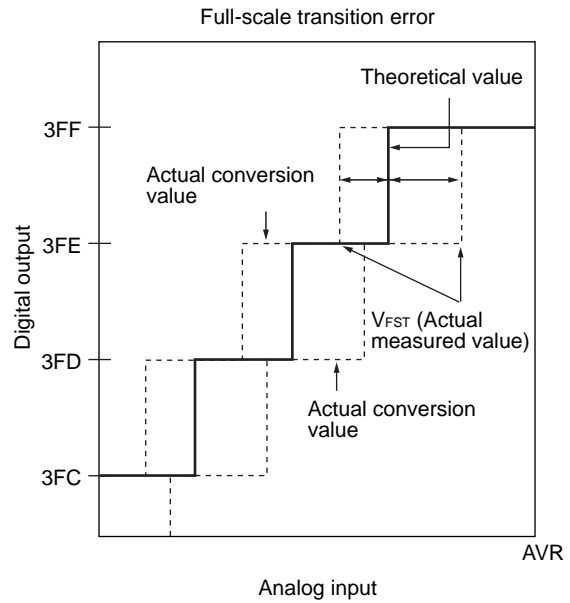 Full-scale transition error
Theoretical value
3FF
Actual conversion
value
3FE
Digital output
VFST (Actual
measured value)
3FD
Actual conversion
value
3FC
AVR
Analog input